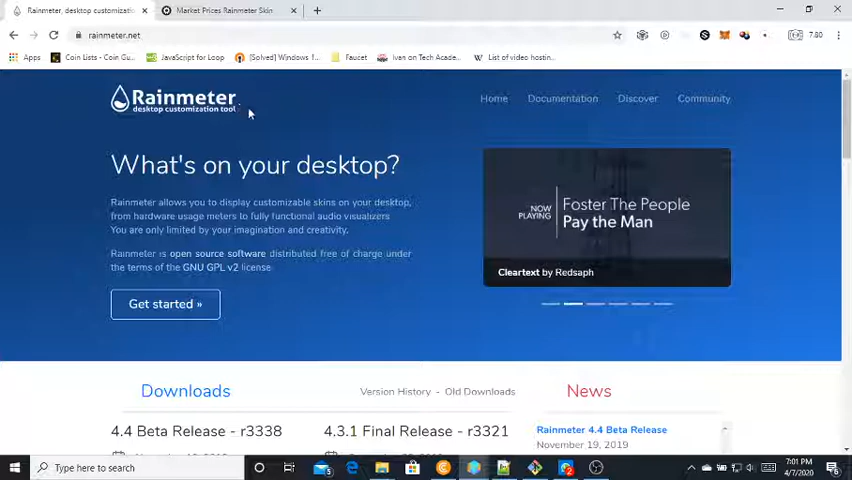 Rainmeter, desktop customizatio
Market Prices Rainmeter Skin
rainmeter.net
7.80
Apps
Coin Lists - Coin Gu...
JavaScript for Loop
[Solved] Windows f...
Faucet
Ivan on Tech Acade...
List of video hostin...
Rainmeter
desktop customization tool
Home
Documentation
Discover
Community
What's on your desktop?
Rainmeter allows you to display customizable skins on your desktop,
from hardware usage meters to fully functional audio visualizers
You are only limited by your imagination and creativity.
Rainmeter is open source software distributed free of charge under
the terms of the GNU GPL v2 license
Get started »
NOW
PLAYING
Foster The People
Pay the Man
Cleartext by Redsaph
Downloads
Version History - Old Downloads
News
4.4 Beta Release - r3338
4.3.1 Final Release - r3321
Rainmeter 4.4 Beta Release
November 19, 2019
Type here to search
7:01 PM
4/7/2020